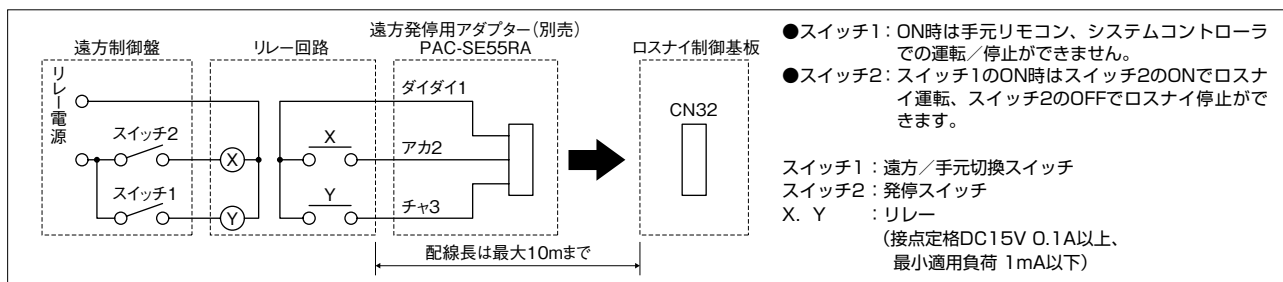 遠方制御盤
リレー回路
遠方発停用アダプター（別売）
PAC-SE55RA
ロスナイ制御基板
リレー電源
スイッチ2
スイッチ1
X
Y
X
Y
ダイダイ1
アカ2
チャ3
CN32
配線長は最大10mまで
●スイッチ1：ON時は手元リモコン、システムコントローラ
での運転／停止ができません。
●スイッチ2：スイッチ1のON時はスイッチ2のONでロスナ
イ運転、スイッチ2のOFFでロスナイ停止がで
きます。
スイッチ1：遠方／手元切換スイッチ
スイッチ2：発停スイッチ
X．Y ：リレー
（接点定格DC15V 0.1A以上、
最小適用負荷 1mA以下）